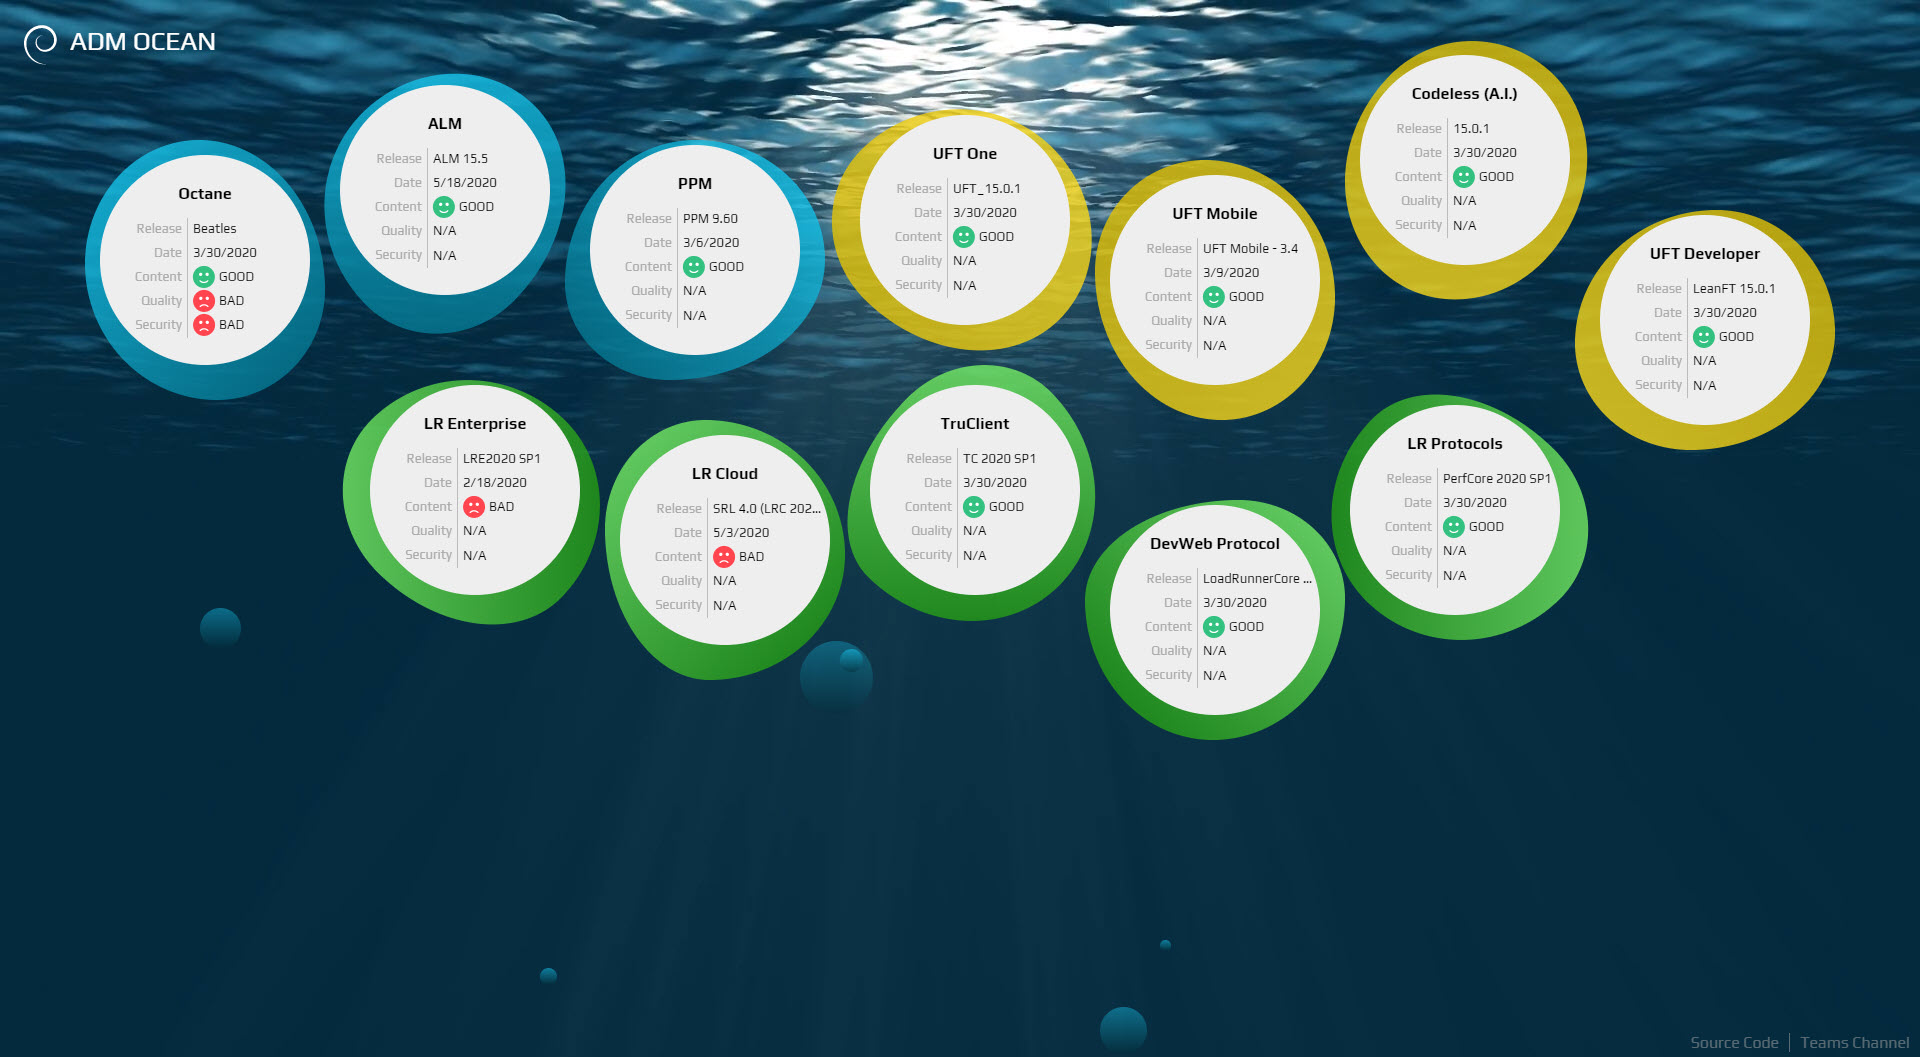 ADM OCEAN
Octane
Release Beatles
Date 3/30/2020
Content GOOD
Quality BAD
Security BAD
ALM
Release ALM 15.5
Date 5/18/2020
Content GOOD
Quality N/A
Security N/A
PPM
Release PPM 9.60
Date 3/6/2020
Content GOOD
Quality N/A
Security N/A
UFT One
Release UFT_15.0.1
Date 3/30/2020
Content GOOD
Quality N/A
Security N/A
UFT Mobile
Release UFT Mobile - 3.4
Date 3/9/2020
Content GOOD
Quality N/A
Security N/A
Codeless (A.I.)
Release 15.0.1
Date 3/30/2020
Content GOOD
Quality N/A
Security N/A
UFT Developer
Release LeanFT 15.0.1
Date 3/30/2020
Content GOOD
Quality N/A
Security N/A
LR Enterprise
Release LRE2020 SP1
Date 2/18/2020
Content BAD
Quality N/A
Security N/A
LR Cloud
Release SRL 4.0 (LRC 202...
Date 5/3/2020
Content BAD
Quality N/A
Security N/A
TruClient
Release TC 2020 SP1
Date 3/30/2020
Content GOOD
Quality N/A
Security N/A
DevWeb Protocol
Release LoadRunnerCore ...
Date 3/30/2020
Content GOOD
Quality N/A
Security N/A
LR Protocols
Release PerfCore 2020 SP1
Date 3/30/2020
Content GOOD
Quality N/A
Security N/A
Source Code | Teams Channel